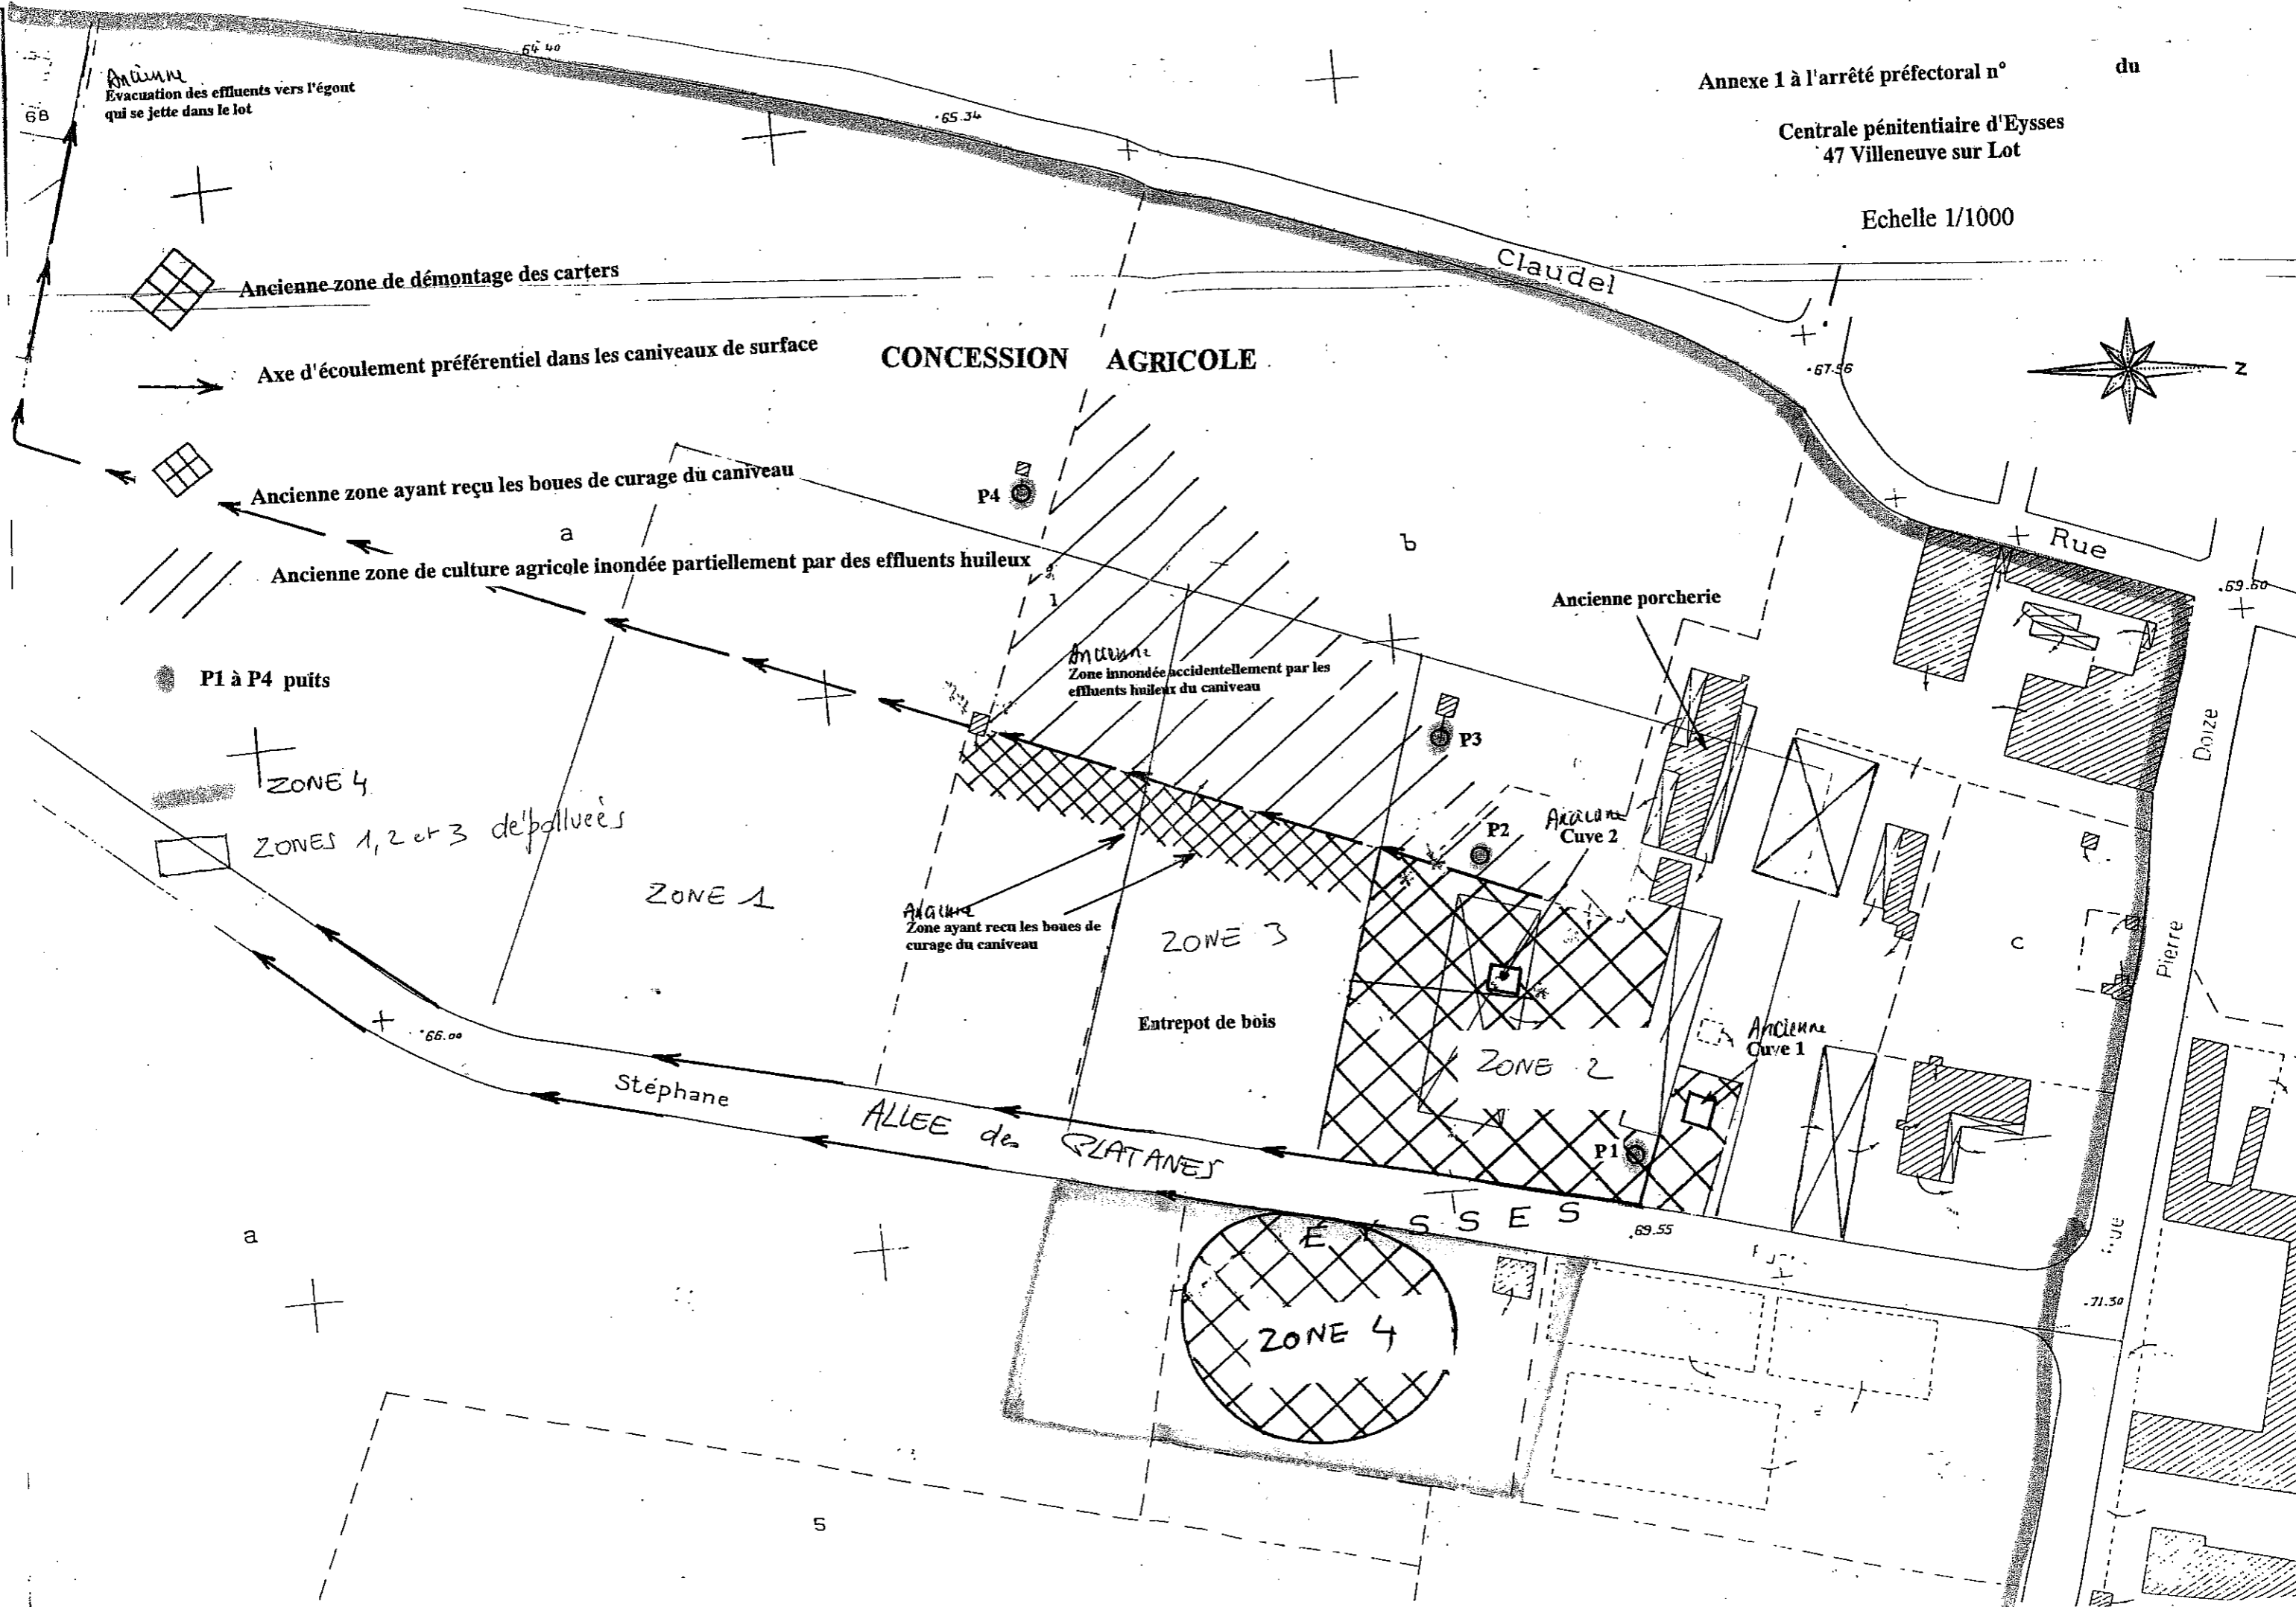 Annexe 1 à l'arrêté préfectoral n° du
Centrale pénitentiaire d'Eysses
47 Villeneuve sur Lot
Echelle 1/1000
64 40
65.34
Ancienne
Evacuation des effluents vers l'égout
qui se jette dans le lot
68
Ancienne zone de démontage des carters
Claudel
Axe d'écoulement préférentiel dans les caniveaux de surface
CONCESSION AGRICOLE
67.56
Z
Ancienne zone ayant reçu les boues de curage du caniveau
P4
a
b
Rue
Ancienne zone de culture agricole inondée partiellement par des effluents huileux
1
Ancienne porcherie
69.60
Ancienne
Zone innondée accidentellement par les
effluents huileux du caniveau
P1 à P4 puits
P3
Doize
ZONE 4
ZONES 1, 2 et 3 dépolluées
P2
Ancienne
Cuve 2
ZONE 1
Ancienne
Zone ayant recu les boues de
curage du caniveau
ZONE 3
c
Pierre
Entrepot de bois
66.00
Ancienne
Cuve 1
ZONE 2
Stéphane
ALLEE des PLATANES
P1
EYSSES
69.55
Rue
a
71.30
ZONE 4
5